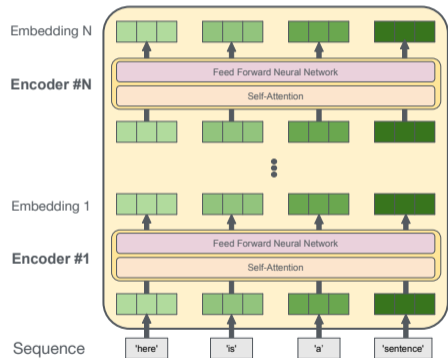 Embedding N
Feed Forward Neural Network
Encoder #N
Self-Attention
Embedding 1
Feed Forward Neural Network
Encoder #1
Self-Attention
Sequence
'here' 'is' 'a' 'sentence'